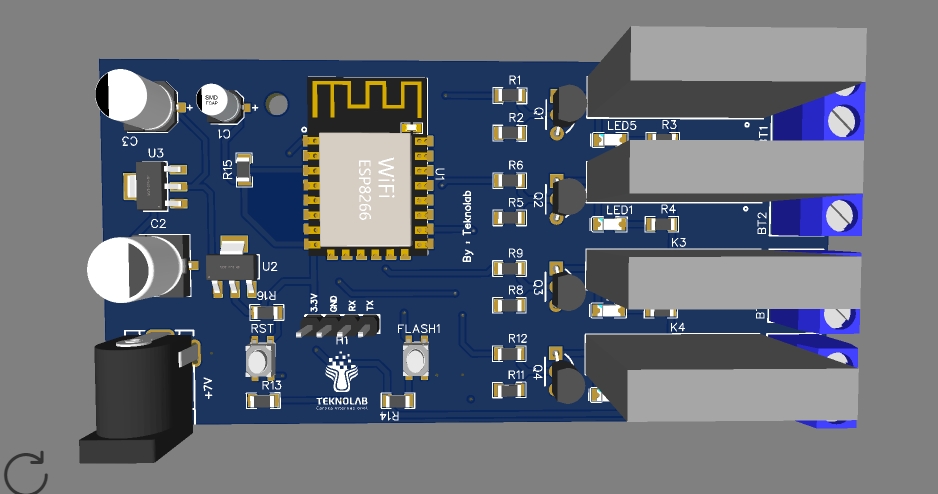 C3
SMD
C1
U3
R15
C2
U2
R16
RST
R13
+7V
WiFi
ESP8266
U1
By : Teknolab
3.3V
GND
RX
TX
H1
FLASH1
TEKNOLAB
R14
R1
R2
Q1
LED5
R3
BT1
R6
R5
Q2
LED1
R4
BT2
K3
R9
R8
Q3
K4
R12
R11
Q4